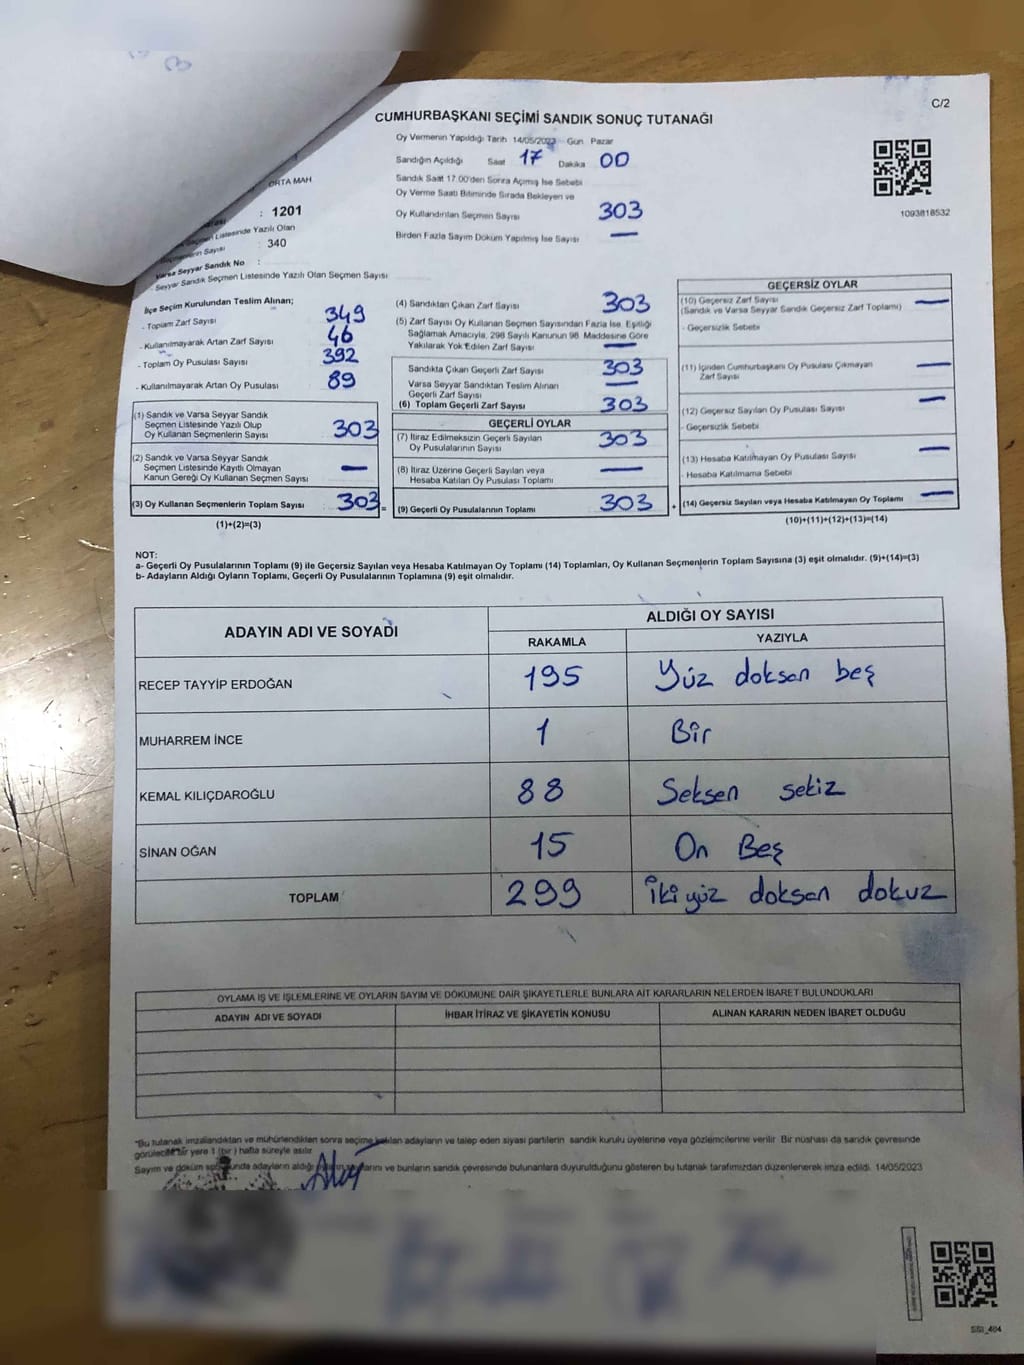 C/2
CUMHURBAŞKANI SEÇİMİ SANDIK SONUÇ TUTANAĞI
Oy Vermenin Yapıldığı Tarih 14/05/2023 Gün Pazar
Sandığın Açıldığı Saat 17 Dakika 00
Sandık Saat 17.00'den Sonra Açımış İse Sebebi
Oy Verme Saati Bitiminde Sırada Bekleyen ve
Oy Kullandırılan Seçmen Sayısı 303
Birden Fazla Sayım Döküm Yapılmış İse Sayısı —
1093818532
ORTA MAH
: 1201
Seçmen Listesinde Yazılı Olan
Seçmenlerin Sayısı : 340
Varsa Seyyar Sandık No :
Seyyar Sandık Seçmen Listesinde Yazılı Olan Seçmen Sayısı
İlçe Seçim Kurulundan Teslim Alınan;
- Toplam Zarf Sayısı 349
- Kullanılmayarak Artan Zarf Sayısı 46
- Toplam Oy Pusulası Sayısı 392
- Kullanılmayarak Artan Oy Pusulası 89
(1) Sandık ve Varsa Seyyar Sandık
Seçmen Listesinde Yazılı Olup
Oy Kullanan Seçmenlerin Sayısı 303
(2) Sandık ve Varsa Seyyar Sandık
Seçmen Listesinde Kayıtlı Olmayan
Kanun Gereği Oy Kullanan Seçmen Sayısı —
(3) Oy Kullanan Seçmenlerin Toplam Sayısı 303 =
(1)+(2)=(3)
(4) Sandıktan Çıkan Zarf Sayısı 303
(5) Zarf Sayısı Oy Kullanan Seçmen Sayısından Fazla İse, Eşitliği
Sağlamak Amacıyla, 298 Sayılı Kanunun 98. Maddesine Göre
Yakılarak Yok Edilen Zarf Sayısı —
Sandıkta Çıkan Geçerli Zarf Sayısı 303
Varsa Seyyar Sandıktan Teslim Alınan
Geçerli Zarf Sayısı —
(6) Toplam Geçerli Zarf Sayısı 303
GEÇERLİ OYLAR
(7) İtiraz Edilmeksizin Geçerli Sayılan
Oy Pusulalarının Sayısı 303
(8) İtiraz Üzerine Geçerli Sayılan veya
Hesaba Katılan Oy Pusulası Toplamı —
(9) Geçerli Oy Pusulalarının Toplamı 303 +
GEÇERSİZ OYLAR
(10) Geçersiz Zarf Sayısı —
(Sandık ve Varsa Seyyar Sandık Geçersiz Zarf Toplamı)
- Geçersizlik Sebebi
(11) İçinden Cumhurbaşkanı Oy Pusulası Çıkmayan
Zarf Sayısı —
(12) Geçersiz Sayılan Oy Pusulası Sayısı —
- Geçersizlik Sebebi
(13) Hesaba Katılmayan Oy Pusulası Sayısı —
- Hesaba Katılmama Sebebi
(14) Geçersiz Sayılan veya Hesaba Katılmayan Oy Toplamı —
(10)+(11)+(12)+(13)=(14)
NOT:
a- Geçerli Oy Pusulalarının Toplamı (9) ile Geçersiz Sayılan veya Hesaba Katılmayan Oy Toplamı (14) Toplamları, Oy Kullanan Seçmenlerin Toplam Sayısına (3) eşit olmalıdır. (9)+(14)=(3)
b- Adayların Aldığı Oyların Toplamı, Geçerli Oy Pusulalarının Toplamına (9) eşit olmalıdır.
ADAYIN ADI VE SOYADI
ALDIĞI OY SAYISI
RAKAMLA YAZIYLA
RECEP TAYYİP ERDOĞAN 195 Yüz doksan beş
MUHARREM İNCE 1 Bir
KEMAL KILIÇDAROĞLU 88 Seksen sekiz
SİNAN OĞAN 15 On Beş
TOPLAM 299 İki yüz doksan dokuz
OYLAMA İŞ VE İŞLEMLERİNE VE OYLARIN SAYIM VE DÖKÜMÜNE DAİR ŞİKAYETLERLE BUNLARA AİT KARARLARIN NELERDEN İBARET BULUNDUKLARI
ADAYIN ADI VE SOYADI İHBAR İTİRAZ VE ŞİKAYETİN KONUSU ALINAN KARARIN NEDEN İBARET OLDUĞU
*Bu tutanak imzalandıktan ve mühürlendikten sonra seçime katılan adayların ve talep eden siyasi partilerin sandık kurulu üyelerine veya gözlemcilerine verilir. Bir nüshası da sandık çevresinde
görülecek bir yere 1 (bir) hafta süreyle asılır
Sayım ve döküm sonunda adayların aldığı oyların sayılarını ve bunların sandık çevresinde bulunanlara duyurulduğunu gösteren bu tutanak tarafımızdan düzenlenerek imza edildi. 14/05/2023